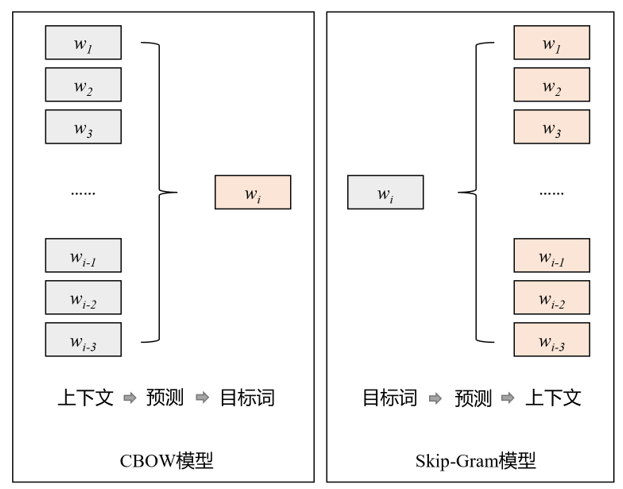 w1
w2
w3
......
wi-1
wi-2
wi-3
wi
上下文 → 预测 → 目标词
CBOW模型
wi
w1
w2
w3
......
wi-1
wi-2
wi-3
目标词 → 预测 → 上下文
Skip-Gram模型